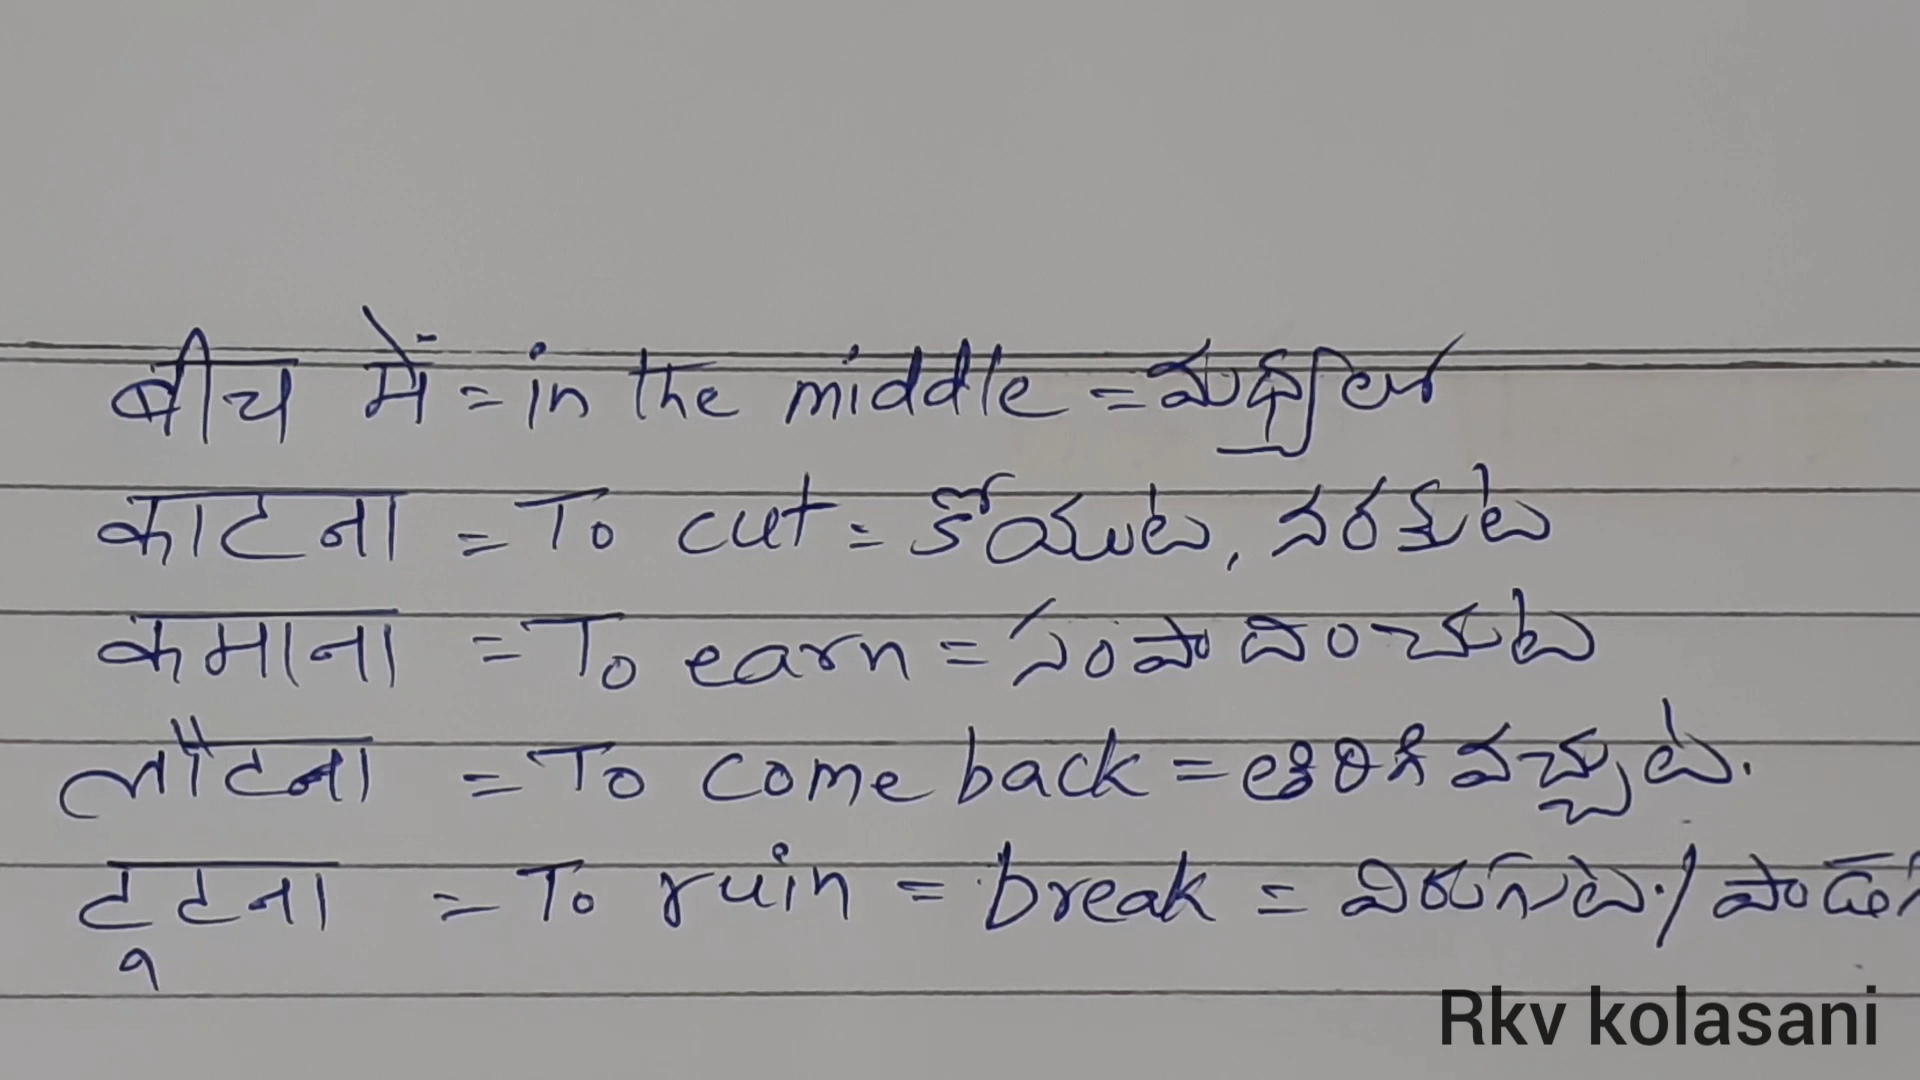 बीच में = in the middle = మధ్యలో
काटना = To cut = కోయుట, నరకుట
कमाना = To earn = సంపాదించుట
लौटना = To come back = తిరిగి వచ్చుట.
टूटना = To ruin = break = విరుగుట./
Rkv kolasani